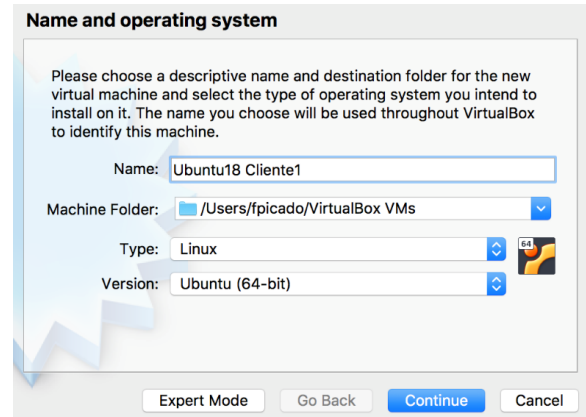 Name and operating system
Please choose a descriptive name and destination folder for the new
virtual machine and select the type of operating system you intend to
install on it. The name you choose will be used throughout VirtualBox
to identify this machine.
Name: Ubuntu18 Cliente1
Machine Folder: /Users/fpicado/VirtualBox VMs
Type: Linux
64
Version: Ubuntu (64-bit)
Expert Mode Go Back Continue Cancel